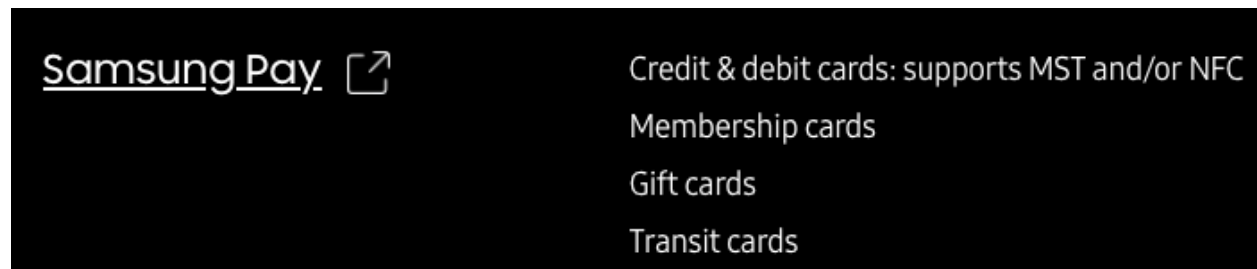 Samsung Pay
Credit & debit cards: supports MST and/or NFC
Membership cards
Gift cards
Transit cards